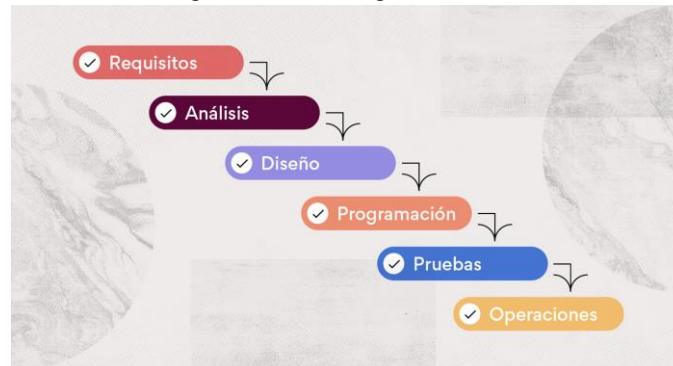 Requisitos
Análisis
Diseño
Programación
Pruebas
Operaciones